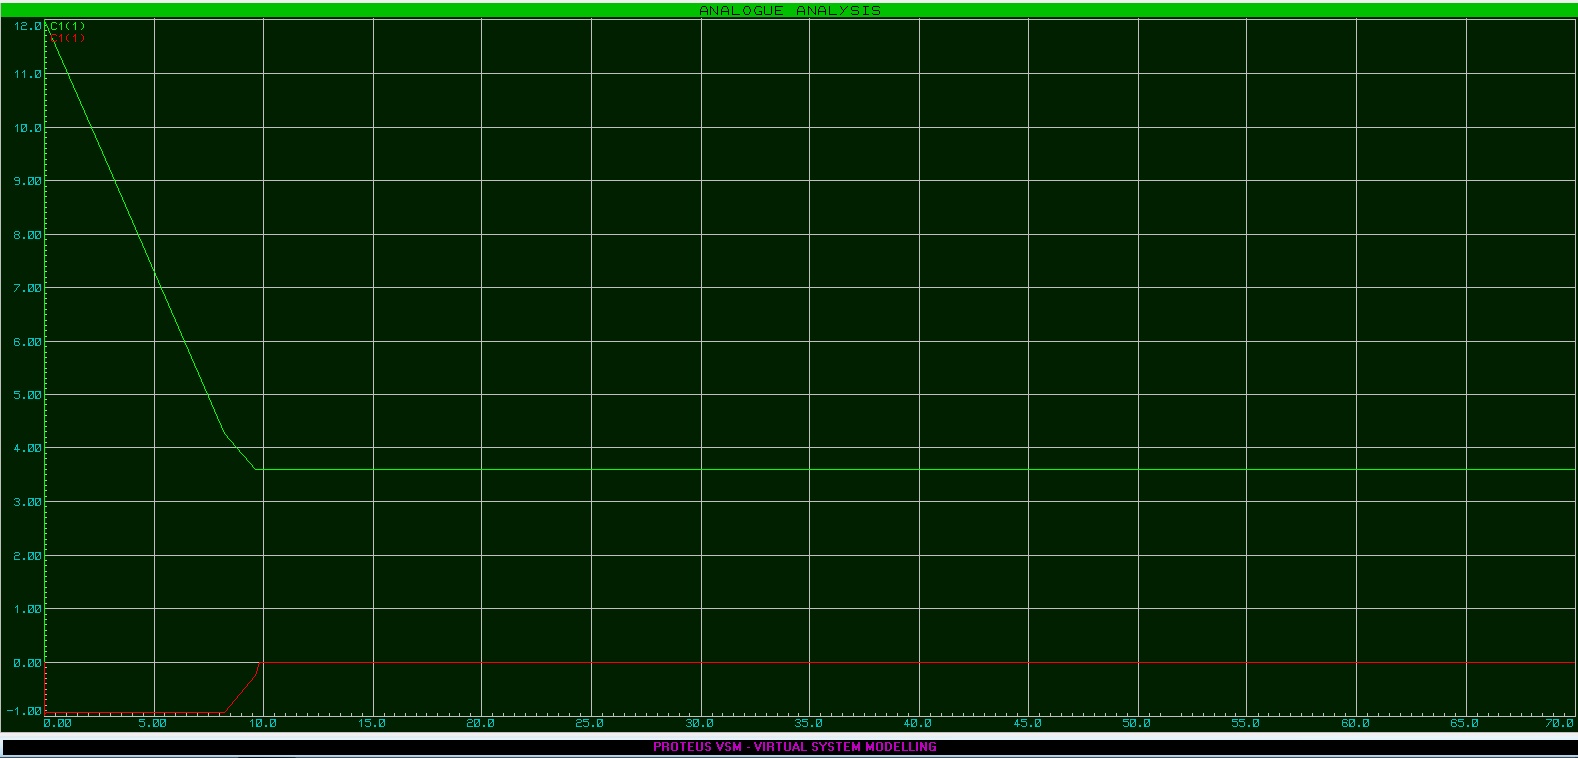 ANALOGUE ANALYSIS
12.0 C1(1)
C1(1)
11.0
10.0
9.00
8.00
7.00
6.00
5.00
4.00
3.00
2.00
1.00
0.00
-1.00
0.00 5.00 10.0 15.0 20.0 25.0 30.0 35.0 40.0 45.0 50.0 55.0 60.0 65.0 70.0
PROTEUS VSM - VIRTUAL SYSTEM MODELLING